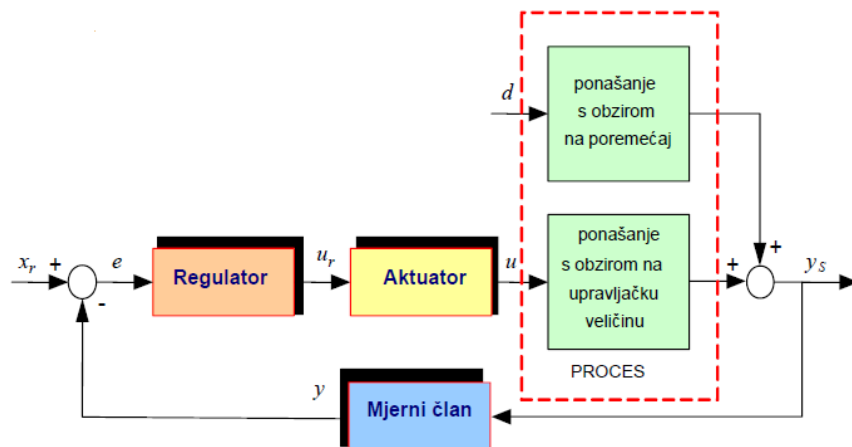 d
ponašanje
s obzirom
na poremećaj
+
x_r + e Regulator u_r Aktuator u
ponašanje
s obzirom na
upravljačku
veličinu
+ y_S
-
PROCES
y
Mjerni član